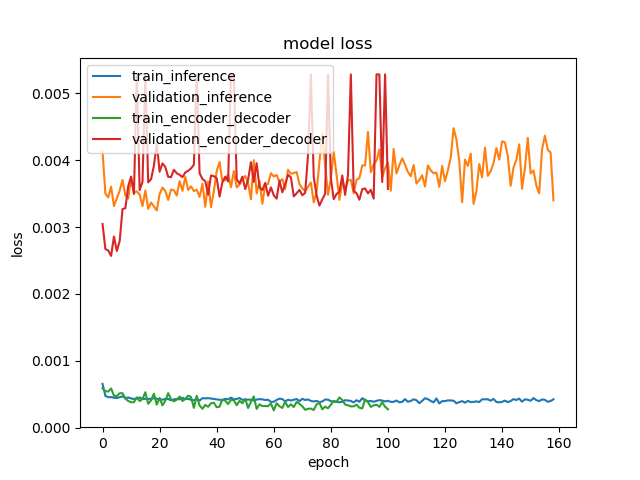 model loss
train_inference
validation_inference
train_encoder_decoder
validation_encoder_decoder
loss
0.005
0.004
0.003
0.002
0.001
0.000
0 20 40 60 80 100 120 140 160
epoch